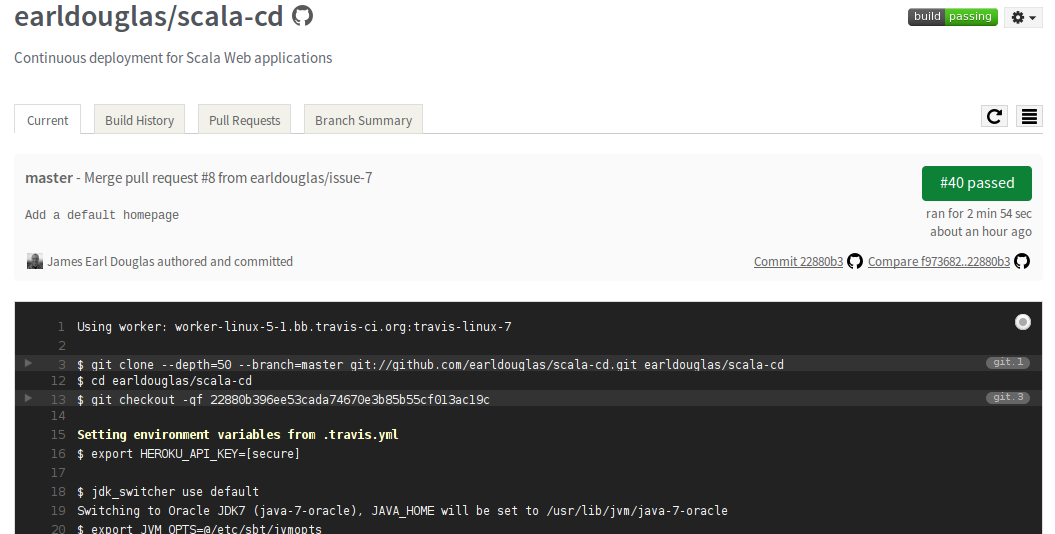 earldouglas/scala-cd
build passing
Continuous deployment for Scala Web applications
Current
Build History
Pull Requests
Branch Summary
master - Merge pull request #8 from earldouglas/issue-7
#40 passed
Add a default homepage
ran for 2 min 54 sec
about an hour ago
James Earl Douglas authored and committed
Commit 22880b3
Compare f973682..22880b3
1 Using worker: worker-linux-5-1.bb.travis-ci.org:travis-linux-7
2
3 $ git clone --depth=50 --branch=master git://github.com/earldouglas/scala-cd.git earldouglas/scala-cd git.1
12 $ cd earldouglas/scala-cd
13 $ git checkout -qf 22880b396ee53cada74670e3b85b55cf013ac19c git.3
14
15 Setting environment variables from .travis.yml
16 $ export HEROKU_API_KEY=[secure]
17
18 $ jdk_switcher use default
19 Switching to Oracle JDK7 (java-7-oracle), JAVA_HOME will be set to /usr/lib/jvm/java-7-oracle
20 $ export JVM_OPTS=@/etc/sbt/jvmopts